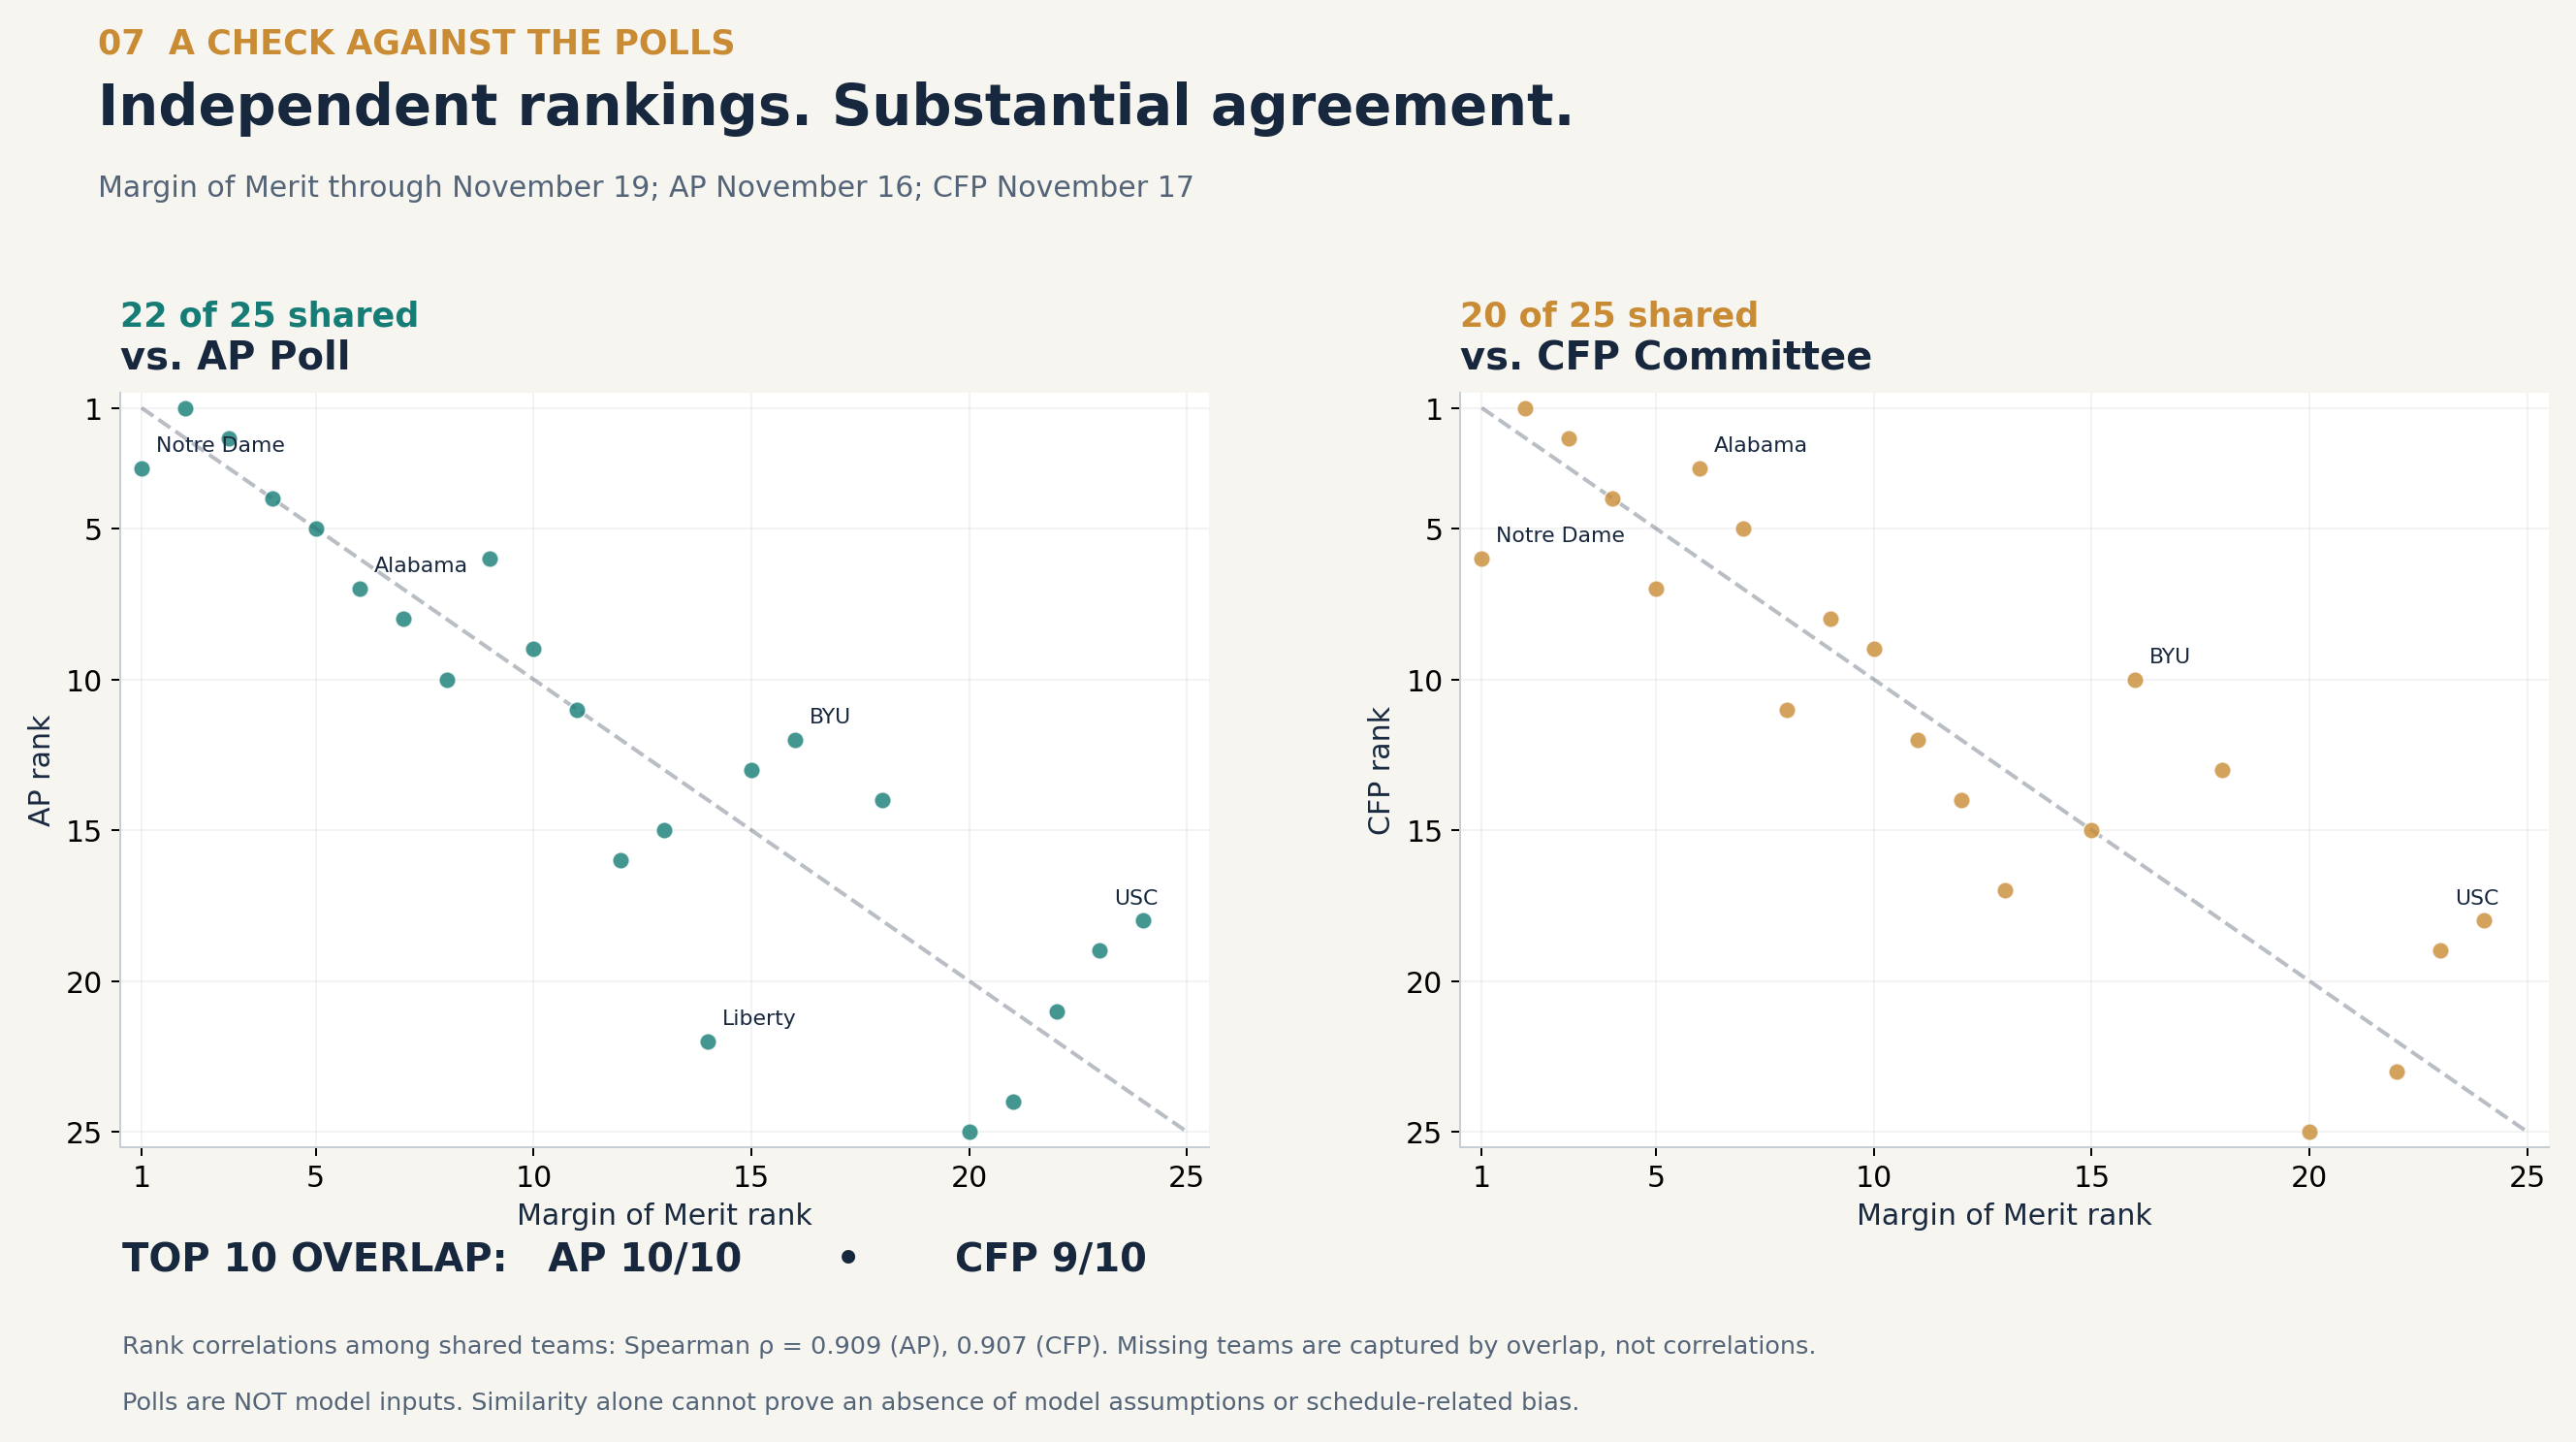 07  A CHECK AGAINST THE POLLS
Independent rankings. Substantial agreement.
Margin of Merit through November 19; AP November 16; CFP November 17
22 of 25 shared
vs. AP Poll
1
5
10
15
20
25
AP rank
Notre Dame
Alabama
BYU
USC
Liberty
1 5 10 15 20 25
Margin of Merit rank
20 of 25 shared
vs. CFP Committee
1
5
10
15
20
25
CFP rank
Alabama
Notre Dame
BYU
USC
1 5 10 15 20 25
Margin of Merit rank
TOP 10 OVERLAP:   AP 10/10   •   CFP 9/10
Rank correlations among shared teams: Spearman ρ = 0.909 (AP), 0.907 (CFP). Missing teams are captured by overlap, not correlations.
Polls are NOT model inputs. Similarity alone cannot prove an absence of model assumptions or schedule-related bias.